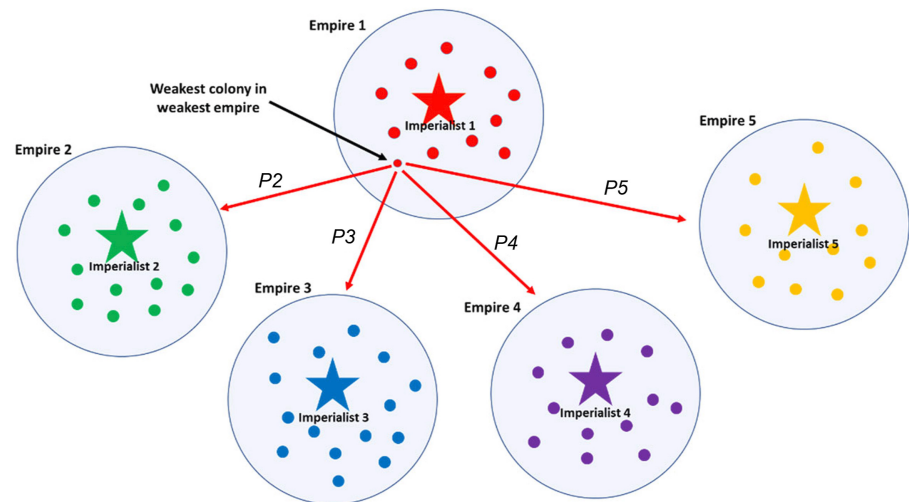 Empire 1
Weakest colony in
weakest empire
Imperialist 1
Empire 5
Empire 2
P2
P5
Imperialist 5
Imperialist 2
P3
P4
Empire 3
Empire 4
Imperialist 3
Imperialist 4